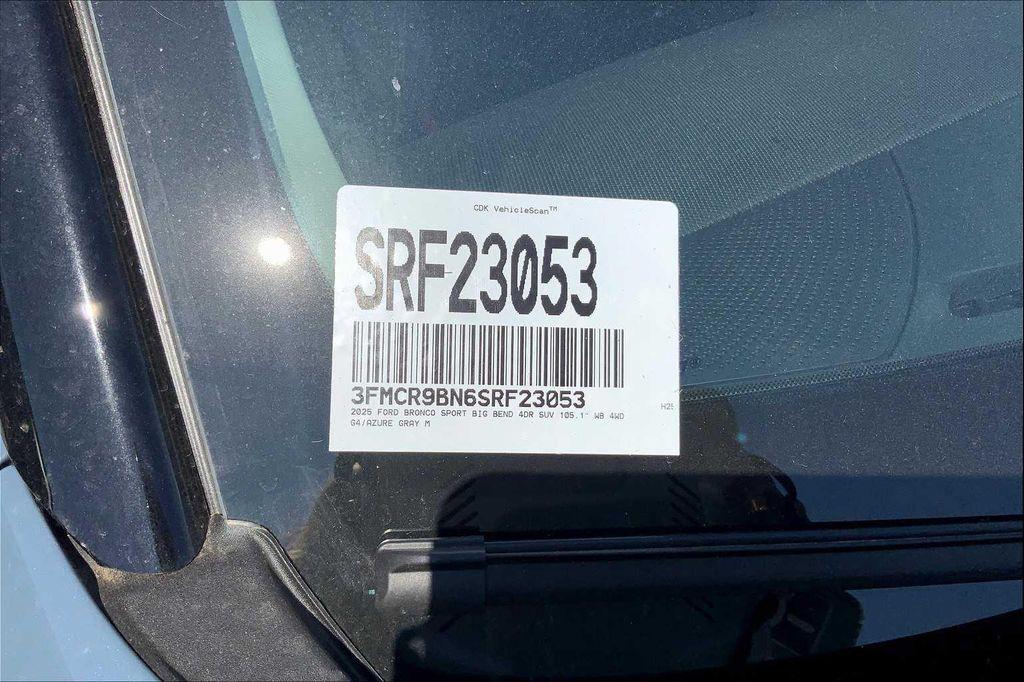 CDK VehicleScan™
SRF23053
3FMCR9BN6SRF23053
2025 FORD BRONCO SPORT BIG BEND 4DR SUV 105.1" WB 4WD
G4/AZURE GRAY M